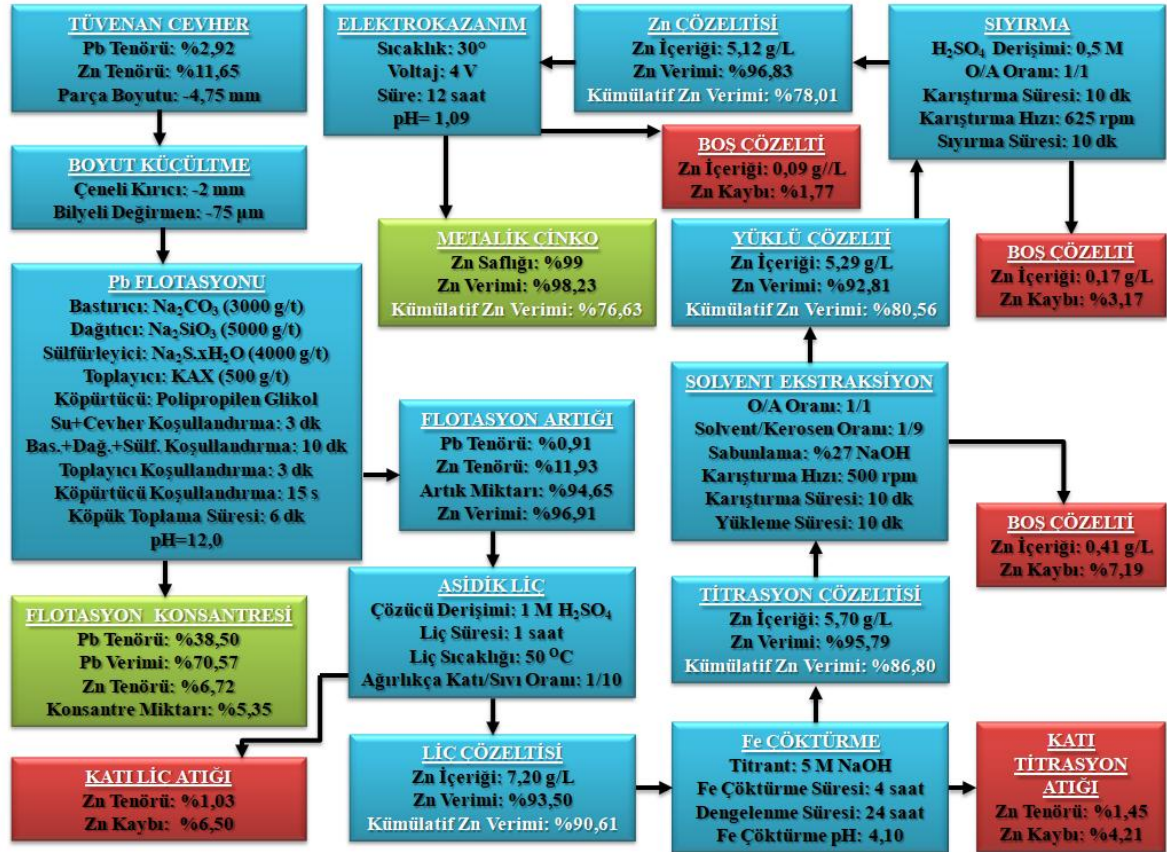 TÜVENAN CEVHER
Pb Tenörü: %2,92
Zn Tenörü: %11,65
Parça Boyutu: -4,75 mm
BOYUT KÜÇÜLTME
Çeneli Kırıcı: -2 mm
Bilyeli Değirmen: -75 µm
Pb FLOTASYONU
Bastırıcı: Na₂CO₃ (3000 g/t)
Dağıtıcı: Na₂SiO₃ (5000 g/t)
Sülfürleyici: Na₂S.xH₂O (4000 g/t)
Toplayıcı: KAX (500 g/t)
Köpürtücü: Polipropilen Glikol
Su+Cevher Koşullandırma: 3 dk
Bas.+Dağ.+Sülf. Koşullandırma: 10 dk
Toplayıcı Koşullandırma: 3 dk
Köpürtücü Koşullandırma: 15 s
Köpük Toplama Süresi: 6 dk
pH=12,0
FLOTASYON KONSANTRESİ
Pb Tenörü: %38,50
Pb Verimi: %70,57
Zn Tenörü: %6,72
Konsantre Miktarı: %5,35
FLOTASYON ARTIĞI
Pb Tenörü: %0,91
Zn Tenörü: %11,93
Artık Miktarı: %94,65
Zn Verimi: %96,91
ASİDİK LİÇ
Çözücü Derişimi: 1 M H₂SO₄
Liç Süresi: 1 saat
Liç Sıcaklığı: 50 ᴼC
Ağırlıkça Katı/Sıvı Oranı: 1/10
KATI LİÇ ATIĞI
Zn Tenörü: %1,03
Zn Kaybı: %6,50
LİÇ ÇÖZELTİSİ
Zn İçeriği: 7,20 g/L
Zn Verimi: %93,50
Kümülatif Zn Verimi: %90,61
Fe ÇÖKTÜRME
Titrant: 5 M NaOH
Fe Çöktürme Süresi: 4 saat
Dengelenme Süresi: 24 saat
Fe Çöktürme pH: 4,10
KATI
TİTRASYON
ATIĞI
Zn Tenörü: %1,45
Zn Kaybı: %4,21
TİTRASYON ÇÖZELTİSİ
Zn İçeriği: 5,70 g/L
Zn Verimi: %95,79
Kümülatif Zn Verimi: %86,80
SOLVENT EKSTRAKSİYON
O/A Oranı: 1/1
Solvent/Kerosen Oranı: 1/9
Sabunlama: %27 NaOH
Karıştırma Hızı: 500 rpm
Karıştırma Süresi: 10 dk
Yükleme Süresi: 10 dk
BOŞ ÇÖZELTİ
Zn İçeriği: 0,41 g/L
Zn Kaybı: %7,19
YÜKLÜ ÇÖZELTİ
Zn İçeriği: 5,29 g/L
Zn Verimi: %92,81
Kümülatif Zn Verimi: %80,56
SIYIRMA
H₂SO₄ Derişimi: 0,5 M
O/A Oranı: 1/1
Karıştırma Süresi: 10 dk
Karıştırma Hızı: 625 rpm
Sıyırma Süresi: 10 dk
BOŞ ÇÖZELTİ
Zn İçeriği: 0,17 g/L
Zn Kaybı: %3,17
Zn ÇÖZELTİSİ
Zn İçeriği: 5,12 g/L
Zn Verimi: %96,83
Kümülatif Zn Verimi: %78,01
ELEKTROKAZANIM
Sıcaklık: 30°
Voltaj: 4 V
Süre: 12 saat
pH= 1,09
BOŞ ÇÖZELTİ
Zn İçeriği: 0,09 g//L
Zn Kaybı: %1,77
METALİK ÇİNKO
Zn Saflığı: %99
Zn Verimi: %98,23
Kümülatif Zn Verimi: %76,63